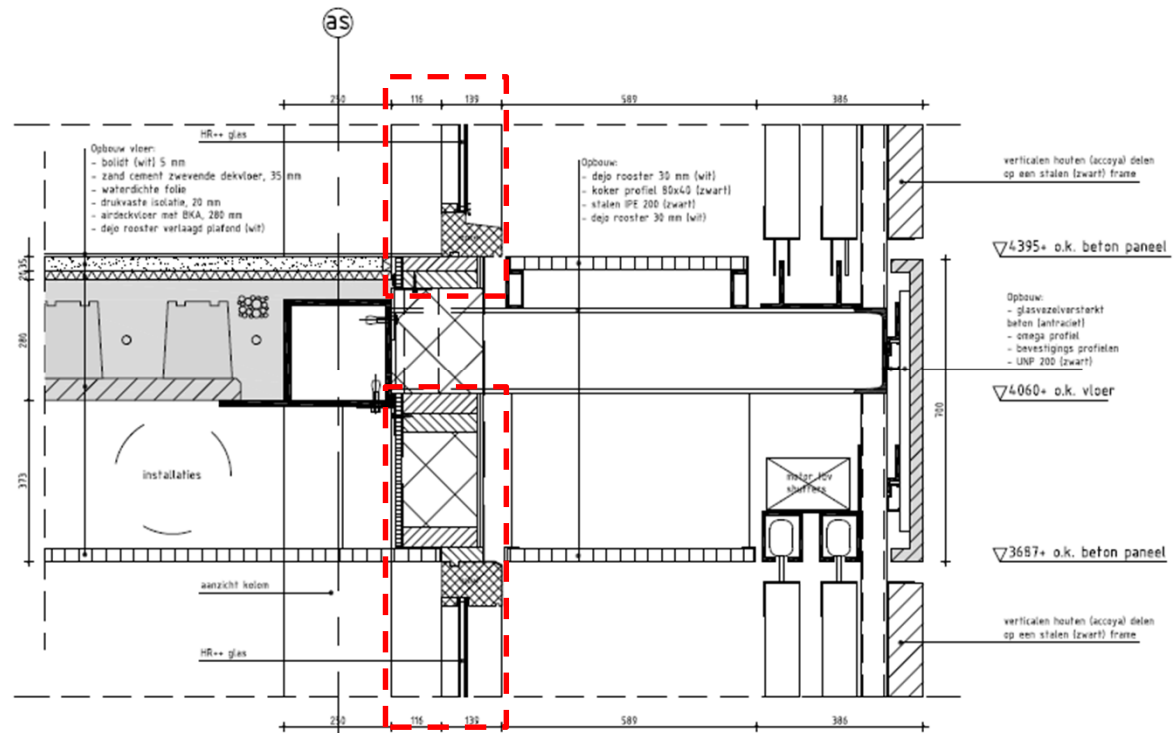 as
250
116
139
589
386
HR++ glas
Opbouw vloer:
- bolidt (wit) 5 mm
- zand cement zwevende dekvloer, 35 mm
- waterdichte folie
- drukvaste isolatie, 20 mm
- airdeckvloer met BKA, 280 mm
- dejo rooster verlaagd plafond (wit)
Opbouw:
- dejo rooster 30 mm (wit)
- koker profiel 80x40 (zwart)
- stalen IPE 200 (zwart)
- dejo rooster 30 mm (wit)
verticalen houten (accoya) delen
op een stalen (zwart) frame
4395+ o.k. beton paneel
Opbouw:
- glasvezelversterkt
beton (antraciet)
- omega profiel
- bevestigings profielen
- UNP 200 (zwart)
280
700
4060+ o.k. vloer
373
installaties
motor tbv
shutters
3687+ o.k. beton paneel
aanzicht kolom
verticalen houten (accoya) delen
op een stalen (zwart) frame
HR++ glas
250
116
139
589
386